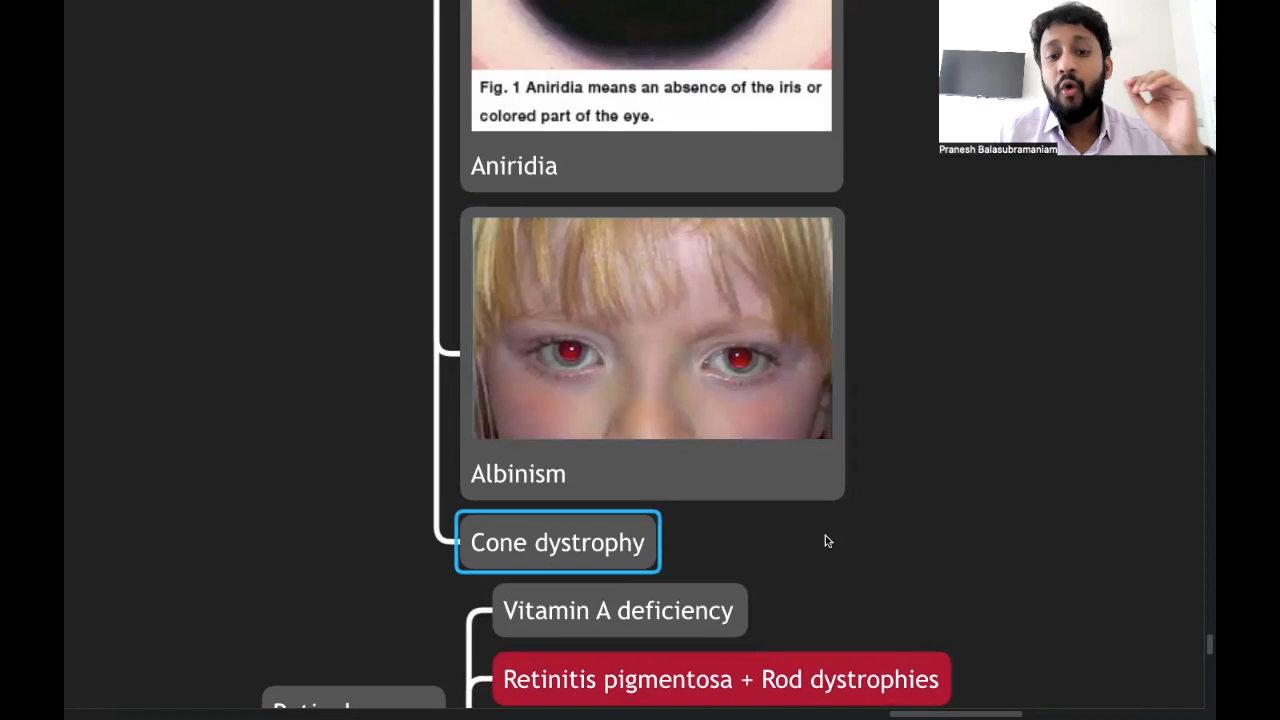 Fig. 1 Aniridia means an absence of the iris or
colored part of the eye.
Pranesh Balasubramaniam
Aniridia
Albinism
Cone dystrophy
Vitamin A deficiency
Retinitis pigmentosa + Rod dystrophies